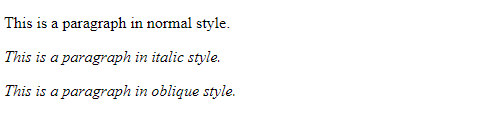 This is a paragraph in normal style.
This is a paragraph in italic style.
This is a paragraph in oblique style.